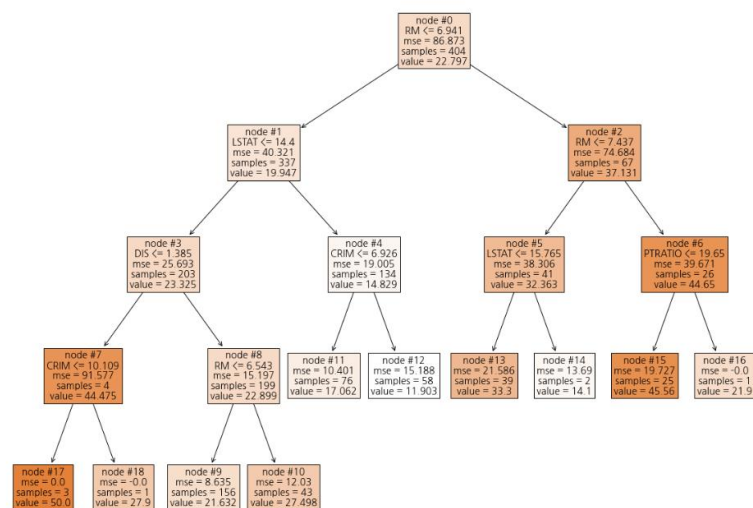 node #0
RM <= 6.941
mse = 86.873
samples = 404
value = 22.797
node #1
LSTAT <= 14.4
mse = 40.321
samples = 337
value = 19.947
node #2
RM <= 7.437
mse = 74.684
samples = 67
value = 37.131
node #3
DIS <= 1.385
mse = 25.693
samples = 203
value = 23.325
node #4
CRIM <= 6.926
mse = 19.005
samples = 134
value = 14.829
node #5
LSTAT <= 15.765
mse = 38.306
samples = 41
value = 32.363
node #6
PTRATIO <= 19.65
mse = 39.671
samples = 26
value = 44.65
node #7
CRIM <= 10.109
mse = 91.577
samples = 4
value = 44.475
node #8
RM <= 6.543
mse = 15.197
samples = 199
value = 22.899
node #11
mse = 10.401
samples = 76
value = 17.062
node #12
mse = 15.188
samples = 58
value = 11.903
node #13
mse = 21.586
samples = 39
value = 33.3
node #14
mse = 13.69
samples = 2
value = 14.1
node #15
mse = 19.727
samples = 25
value = 45.56
node #16
mse = -0.0
samples = 1
value = 21.9
node #17
mse = 0.0
samples = 3
value = 50.0
node #18
mse = -0.0
samples = 1
value = 27.9
node #9
mse = 8.635
samples = 156
value = 21.632
node #10
mse = 12.03
samples = 43
value = 27.498